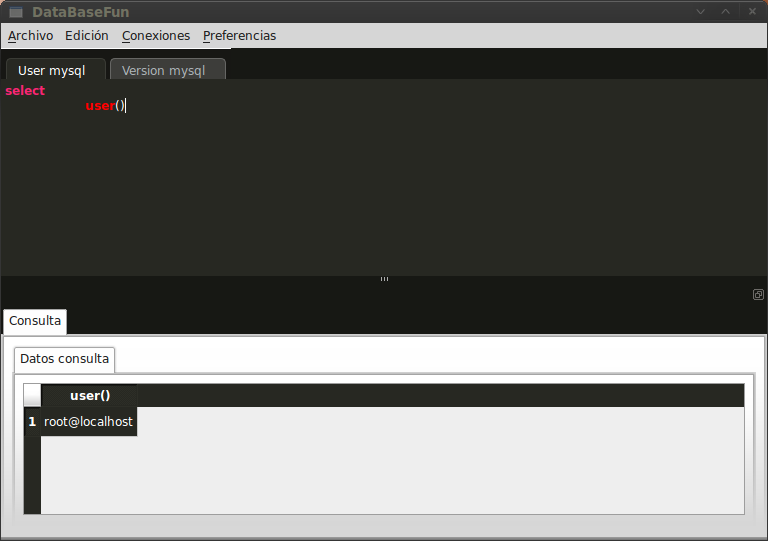 DataBaseFun
Archivo Edición Conexiones Preferencias
User mysql Version mysql
select
user()
Consulta
Datos consulta
user()
1 root@localhost